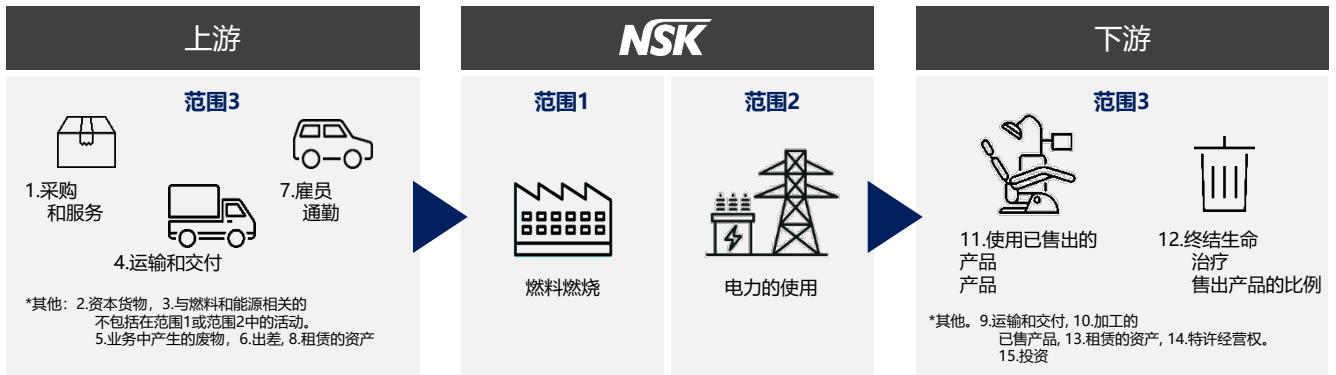 上游
范围3
1.采购
和服务
7.雇员
通勤
4.运输和交付
*其他：2.资本货物，3.与燃料和能源相关的
不包括在范围1或范围2中的活动。
5.业务中产生的废物，6.出差, 8.租赁的资产
NSK
范围1
燃料燃烧
范围2
电力的使用
下游
范围3
11.使用已售出的
产品
产品
12.终结生命
治疗
售出产品的比例
*其他。9.运输和交付, 10.加工的
已售产品, 13.租赁的资产, 14.特许经营权。
15.投资